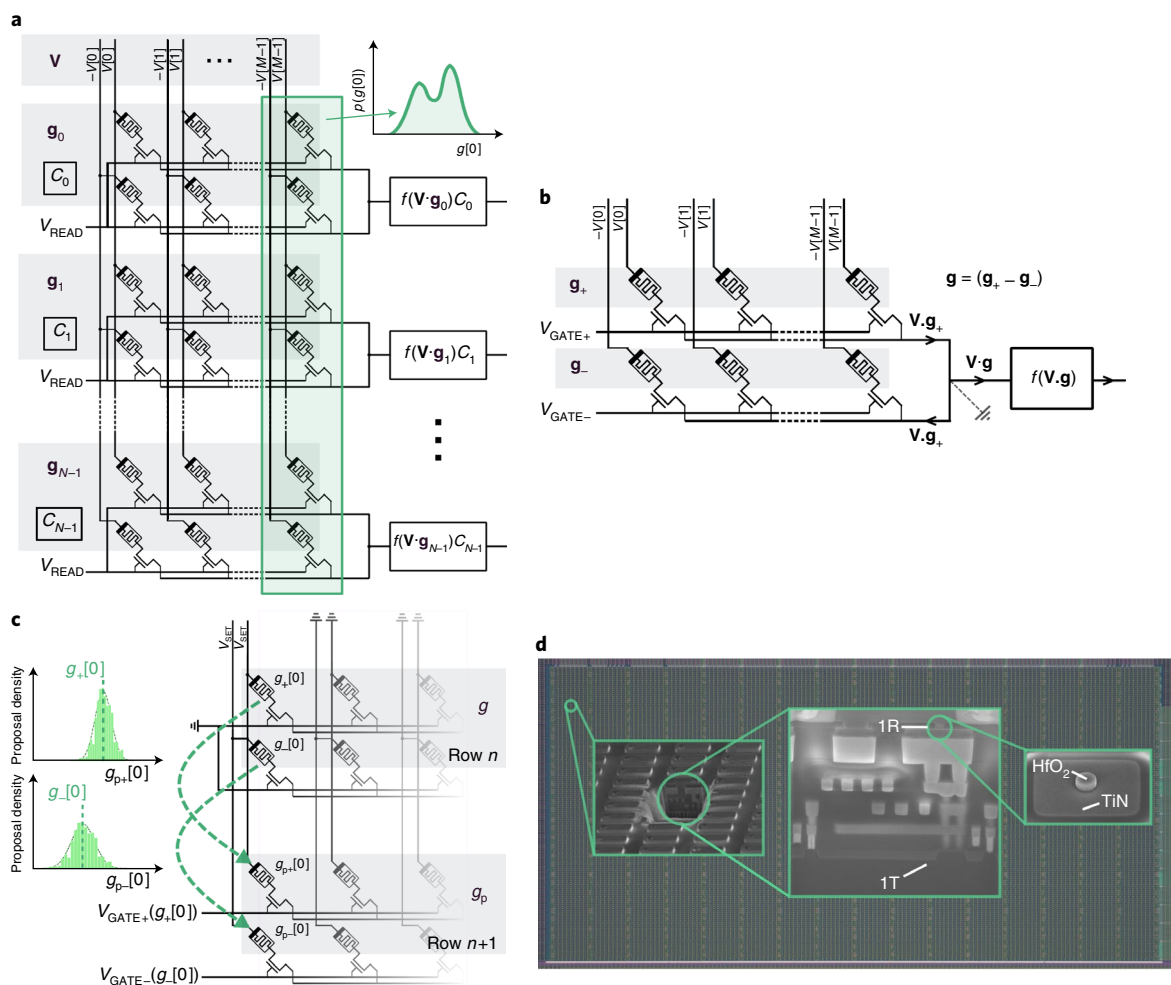 a
V
−V[0]
V[0]
−V[1]
V[1]
−V[M−1]
V[M−1]
p(g[0])
g[0]
g0
C0
f(V·g0)C0
VREAD
g1
C1
f(V·g1)C1
VREAD
gN−1
CN−1
f(V·gN−1)CN−1
VREAD
b
−V[0]
V[0]
−V[1]
V[1]
−V[M−1]
V[M−1]
g+
g = (g+ − g−)
VGATE+
V.g+
g−
V·g
f(V.g)
VGATE−
V.g+
c
VSET
VSET
Proposal density
g+[0]
gp+[0]
g+[0]
g
g−[0]
Row n
Proposal density
g−[0]
gp−[0]
gp+[0]
gp
VGATE+(g+[0])
gp−[0]
Row n+1
VGATE−(g−[0])
d
1R
HfO2
TiN
1T